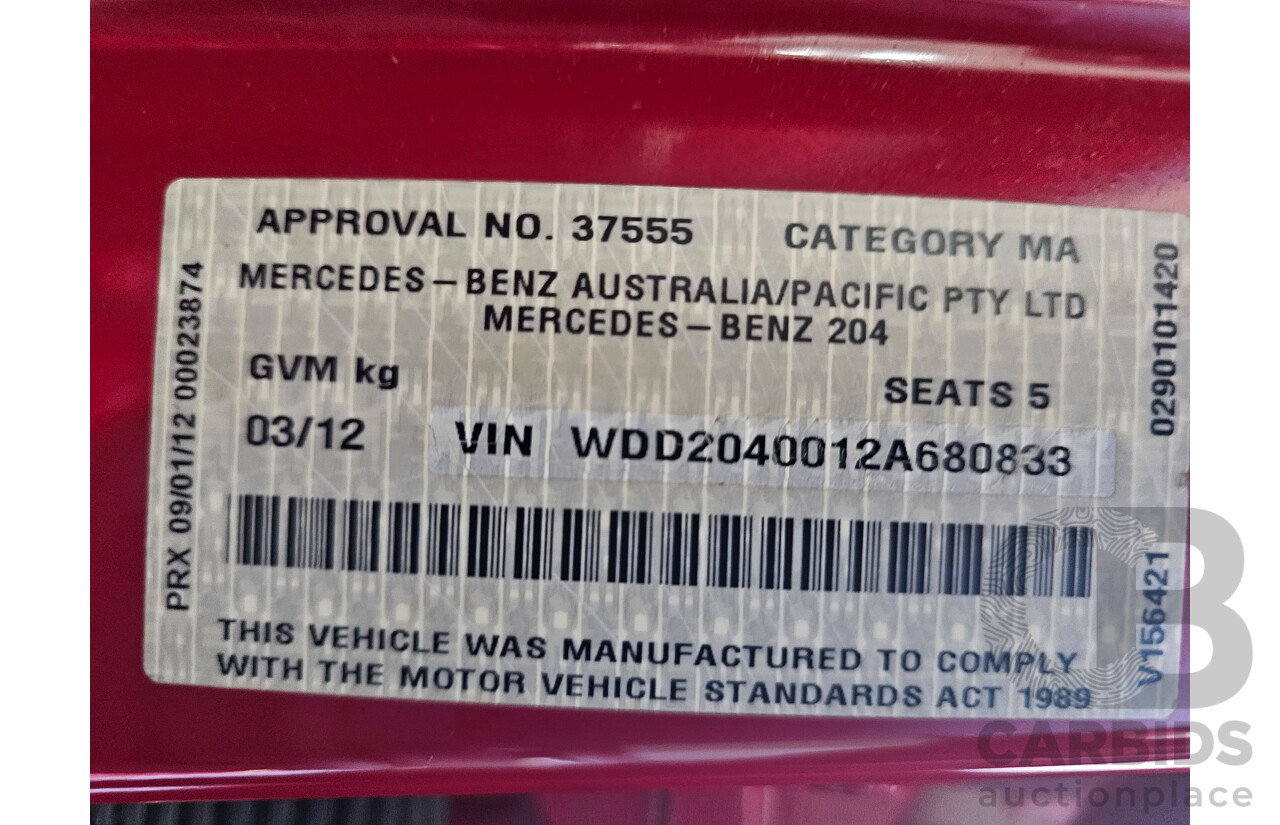 APPROVAL NO. 37555 CATEGORY MA
MERCEDES-BENZ AUSTRALIA/PACIFIC PTY LTD
MERCEDES-BENZ 204
GVM kg
SEATS 5
03/12 VIN WDD2040012A680833
THIS VEHICLE WAS MANUFACTURED TO COMPLY
WITH THE MOTOR VEHICLE STANDARDS ACT 1989
PRX 09/01/12 00023874
0290101420
V156421
CB
CARBIDS
auctionplace